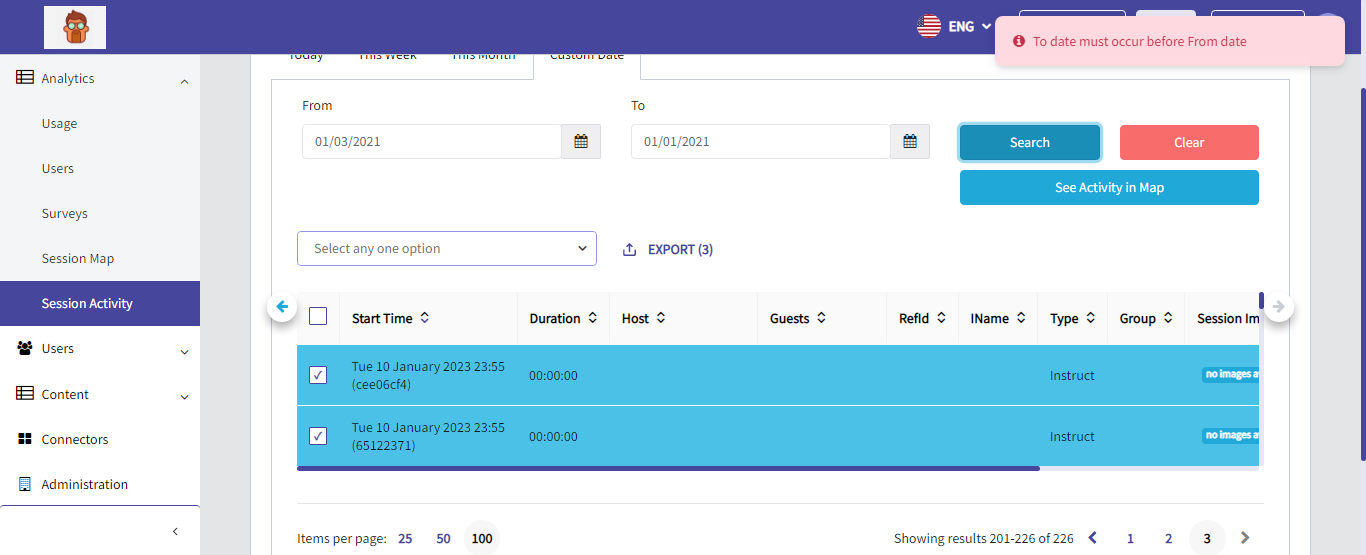 ENG
To date must occur before From date
Analytics
Usage
Users
Surveys
Session Map
Session Activity
Users
Content
Connectors
Administration
Today This Week This Month Custom Date
From To
01/03/2021 01/01/2021 Search Clear
See Activity in Map
Select any one option EXPORT (3)
Start Time Duration Host Guests RefId IName Type Group Session Im
Tue 10 January 2023 23:55
(cee06cf4) 00:00:00 Instruct no images a
Tue 10 January 2023 23:55
(65122371) 00:00:00 Instruct no images a
Items per page: 25 50 100 Showing results 201-226 of 226 1 2 3